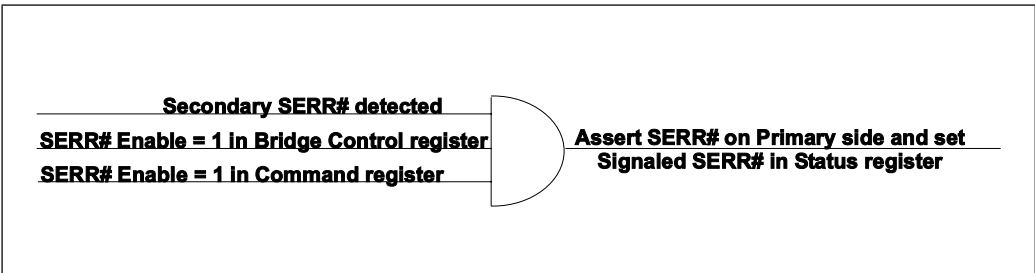 Secondary SERR# detected
SERR# Enable = 1 in Bridge Control register
SERR# Enable = 1 in Command register
Assert SERR# on Primary side and set
Signaled SERR# in Status register